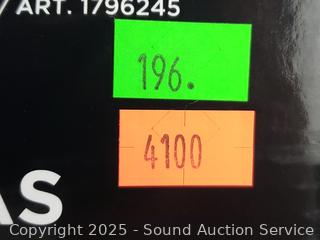 / ART. 1796245
196.
4100
AS
Copyright 2025 - Sound Auction Service